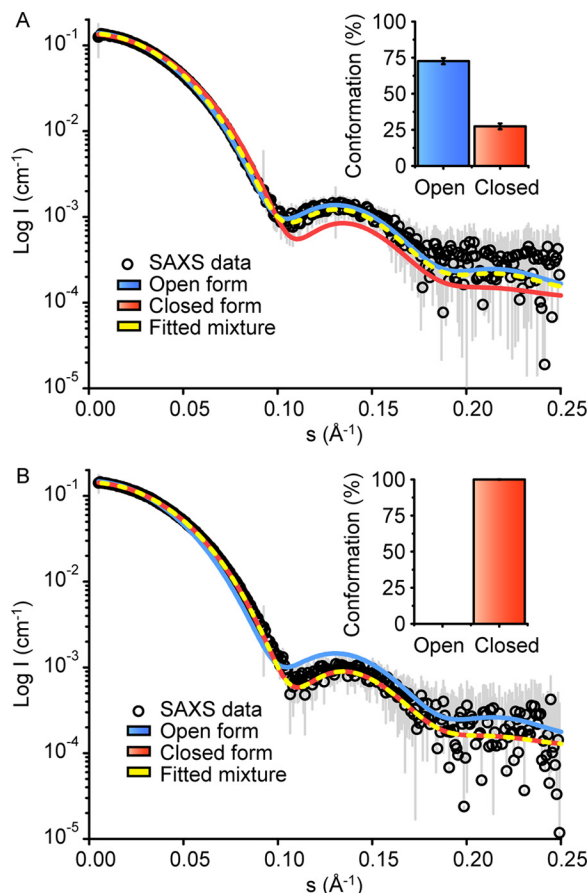 A
Log I (cm⁻¹)
10⁻¹
10⁻²
10⁻³
10⁻⁴
10⁻⁵
Conformation (%)
100
75
50
25
0
Open Closed
SAXS data
Open form
Closed form
Fitted mixture
0.00 0.05 0.10 0.15 0.20 0.25
s (Å⁻¹)
B
Log I (cm⁻¹)
10⁻¹
10⁻²
10⁻³
10⁻⁴
10⁻⁵
Conformation (%)
100
75
50
25
0
Open Closed
SAXS data
Open form
Closed form
Fitted mixture
0.00 0.05 0.10 0.15 0.20 0.25
s (Å⁻¹)